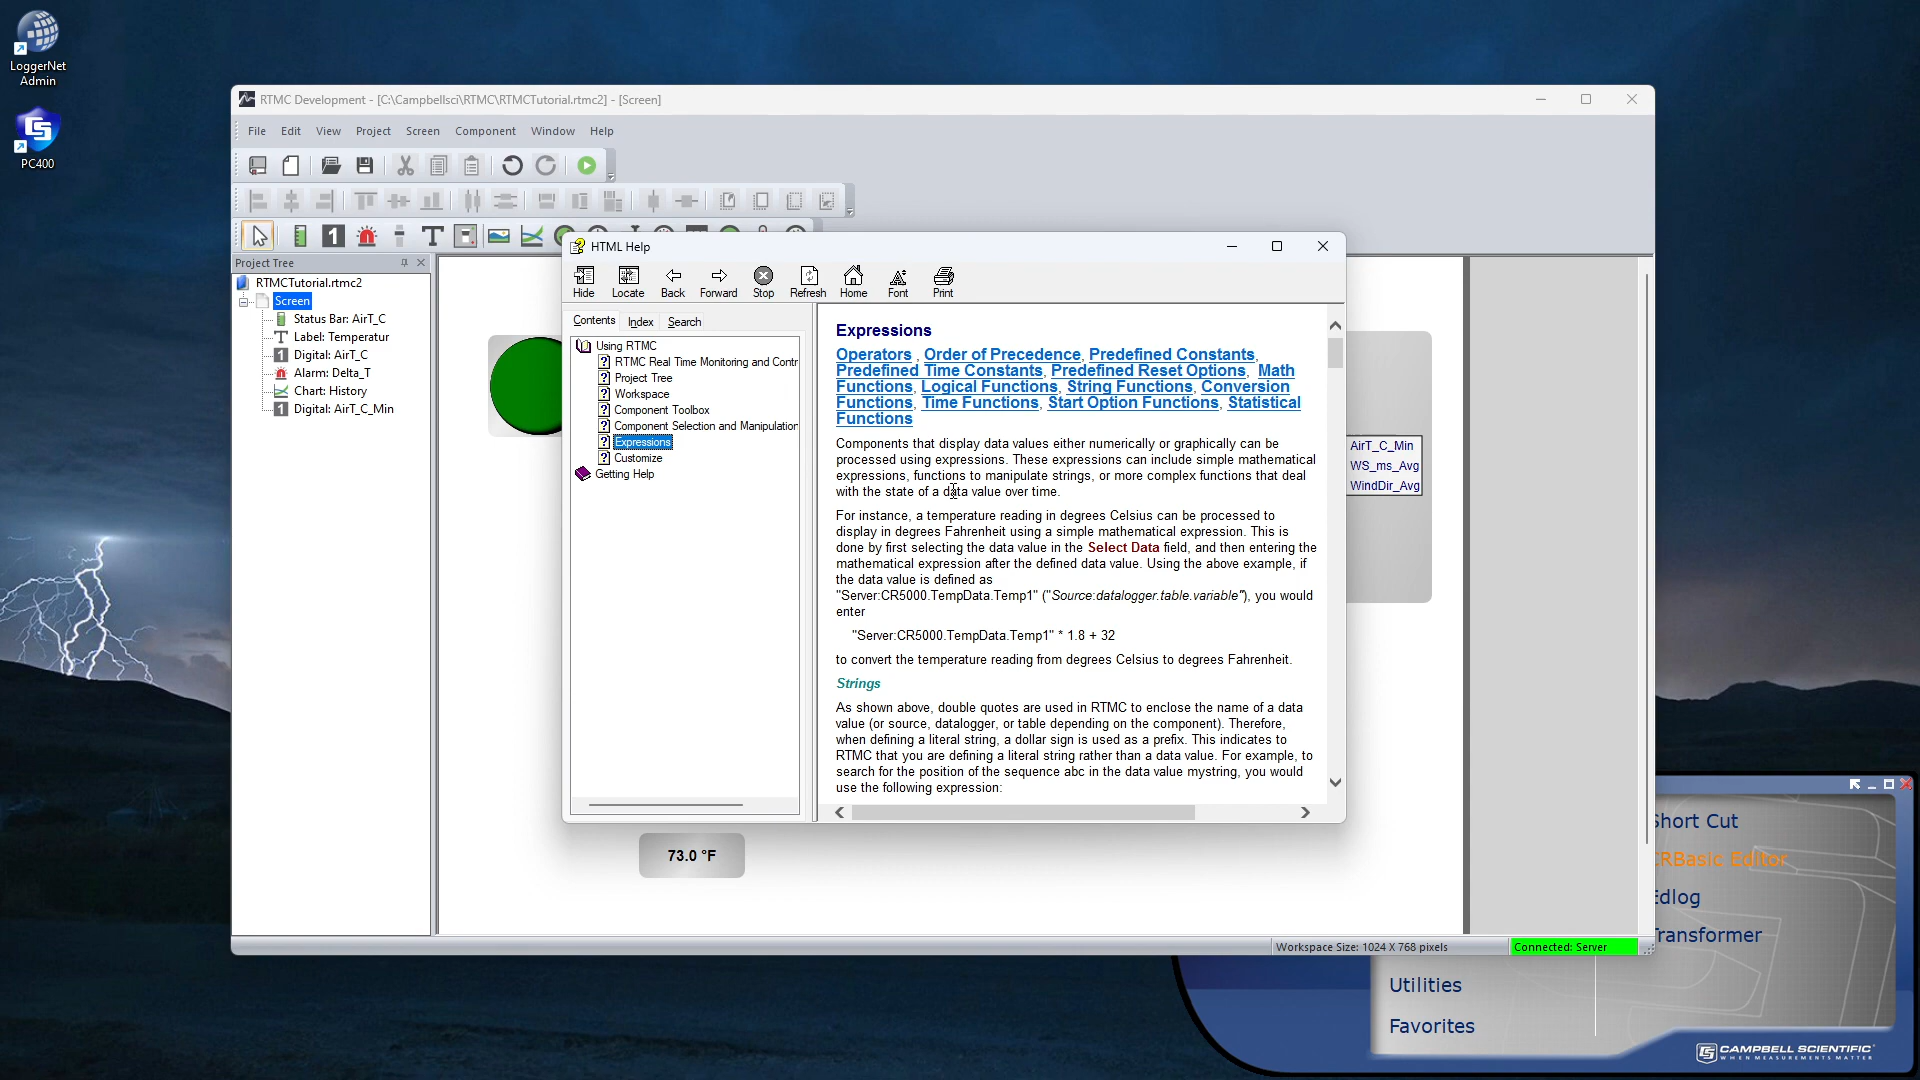 LoggerNet
Admin
PC400
RTMC Development - [C:\Campbellsci\RTMC\RTMCTutorial.rtmc2] - [Screen]
File Edit View Project Screen Component Window Help
Project Tree
RTMCTutorial.rtmc2
Screen
Status Bar: AirT_C
Label: Temperatur
Digital: AirT_C
Alarm: Delta_T
Chart: History
Digital: AirT_C_Min
HTML Help
Hide Locate Back Forward Stop Refresh Home Font Print
Contents Index Search
Using RTMC
RTMC Real Time Monitoring and Contr
Project Tree
Workspace
Component Toolbox
Component Selection and Manipulation
Expressions
Customize
Getting Help
Expressions
Operators , Order of Precedence, Predefined Constants,
Predefined Time Constants, Predefined Reset Options, Math
Functions, Logical Functions, String Functions, Conversion
Functions, Time Functions, Start Option Functions, Statistical
Functions
Components that display data values either numerically or graphically can be
processed using expressions. These expressions can include simple mathematical
expressions, functions to manipulate strings, or more complex functions that deal
with the state of a data value over time.
For instance, a temperature reading in degrees Celsius can be processed to
display in degrees Fahrenheit using a simple mathematical expression. This is
done by first selecting the data value in the Select Data field, and then entering the
mathematical expression after the defined data value. Using the above example, if
the data value is defined as
"Server:CR5000.TempData.Temp1" ("Source:datalogger.table.variable"), you would
enter
"Server:CR5000.TempData.Temp1" * 1.8 + 32
to convert the temperature reading from degrees Celsius to degrees Fahrenheit.
Strings
As shown above, double quotes are used in RTMC to enclose the name of a data
value (or source, datalogger, or table depending on the component). Therefore,
when defining a literal string, a dollar sign is used as a prefix. This indicates to
RTMC that you are defining a literal string rather than a data value. For example, to
search for the position of the sequence abc in the data value mystring, you would
use the following expression:
AirT_C_Min
WS_ms_Avg
WindDir_Avg
73.0 °F
Workspace Size: 1024 X 768 pixels
Connected: Server
Short Cut
CRBasic Editor
Edlog
Transformer
Utilities
Favorites
CAMPBELL SCIENTIFIC
WHEN MEASUREMENTS MATTER